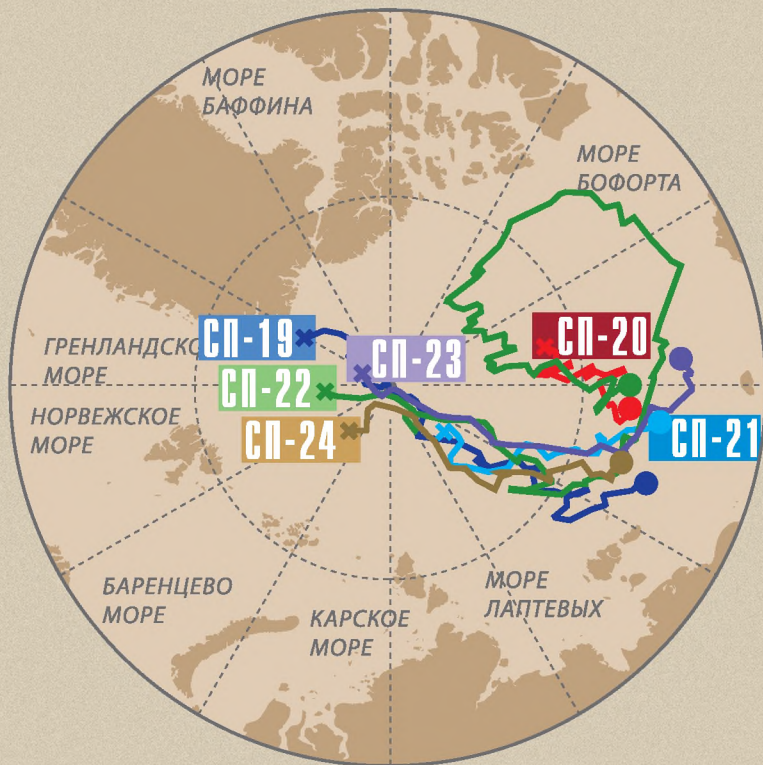 МОРЕ
БАФФИНА
МОРЕ
БОФОРТА
СП-19
СП-20
ГРЕНЛАНДСКО
МОРЕ
СП-23
СП-22
НОРВЕЖСКОЕ
МОРЕ
СП-24
СП-21
БАРЕНЦЕВО
МОРЕ
КАРСКОЕ
МОРЕ
МОРЕ
ЛАПТЕВЫХ